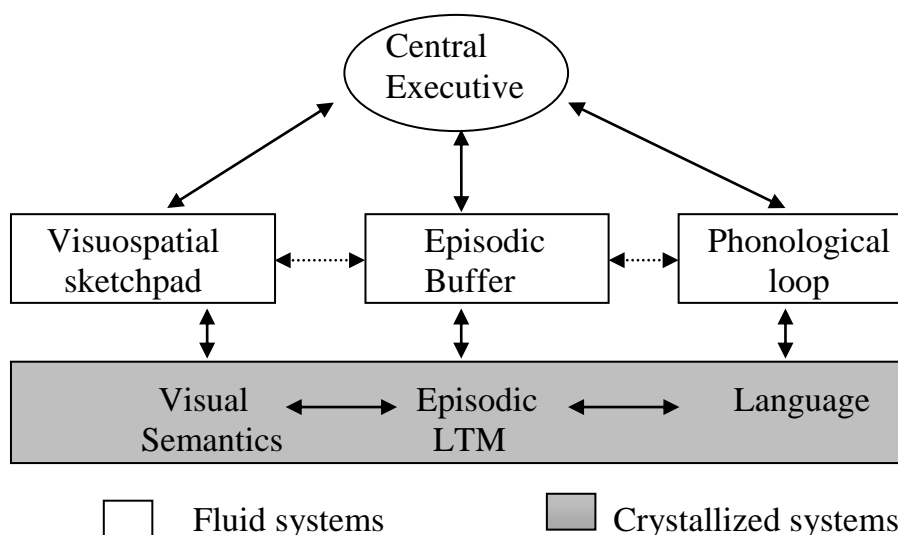 Central
Executive
Visuospatial
sketchpad
Episodic
Buffer
Phonological
loop
Visual
Semantics
Episodic
LTM
Language
Fluid systems
Crystallized systems